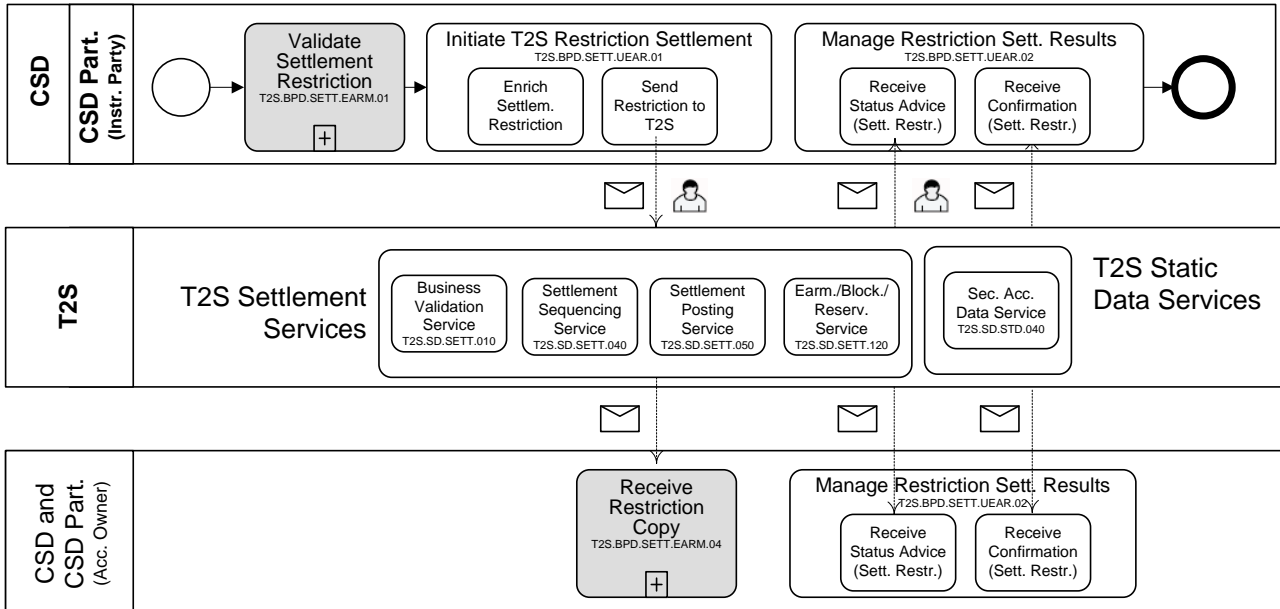 CSD
CSD Part.
(Instr. Party)
Validate
Settlement
Restriction
T2S.BPD.SETT.EARM.01
+
Initiate T2S Restriction Settlement
T2S.BPD.SETT.UEAR.01
Enrich
Settlem.
Restriction
Send
Restriction to
T2S
Manage Restriction Sett. Results
T2S.BPD.SETT.UEAR.02
Receive
Status Advice
(Sett. Restr.)
Receive
Confirmation
(Sett. Restr.)
T2S
T2S Settlement
Services
Business
Validation
Service
T2S.SD.SETT.010
Settlement
Sequencing
Service
T2S.SD.SETT.040
Settlement
Posting
Service
T2S.SD.SETT.050
Earm./Block./
Reserv.
Service
T2S.SD.SETT.120
Sec. Acc.
Data Service
T2S.SD.STD.040
T2S Static
Data Services
CSD and
CSD Part.
(Acc. Owner)
Receive
Restriction
Copy
T2S.BPD.SETT.EARM.04
+
Manage Restriction Sett. Results
T2S.BPD.SETT.UEAR.02
Receive
Status Advice
(Sett. Restr.)
Receive
Confirmation
(Sett. Restr.)